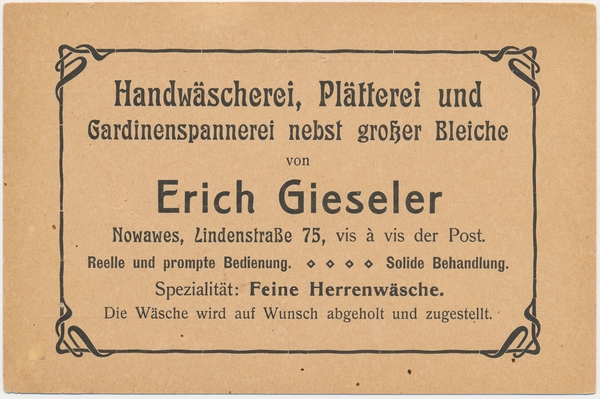 Handwäscherei, Plätterei und
Gardinenspannerei nebst großer Bleiche
von
Erich Gieseler
Nowawes, Lindenstraße 75, vis à vis der Post.
Reelle und prompte Bedienung. ◇ ◇ ◇ ◇ Solide Behandlung.
Spezialität: Feine Herrenwäsche.
Die Wäsche wird auf Wunsch abgeholt und zugestellt.